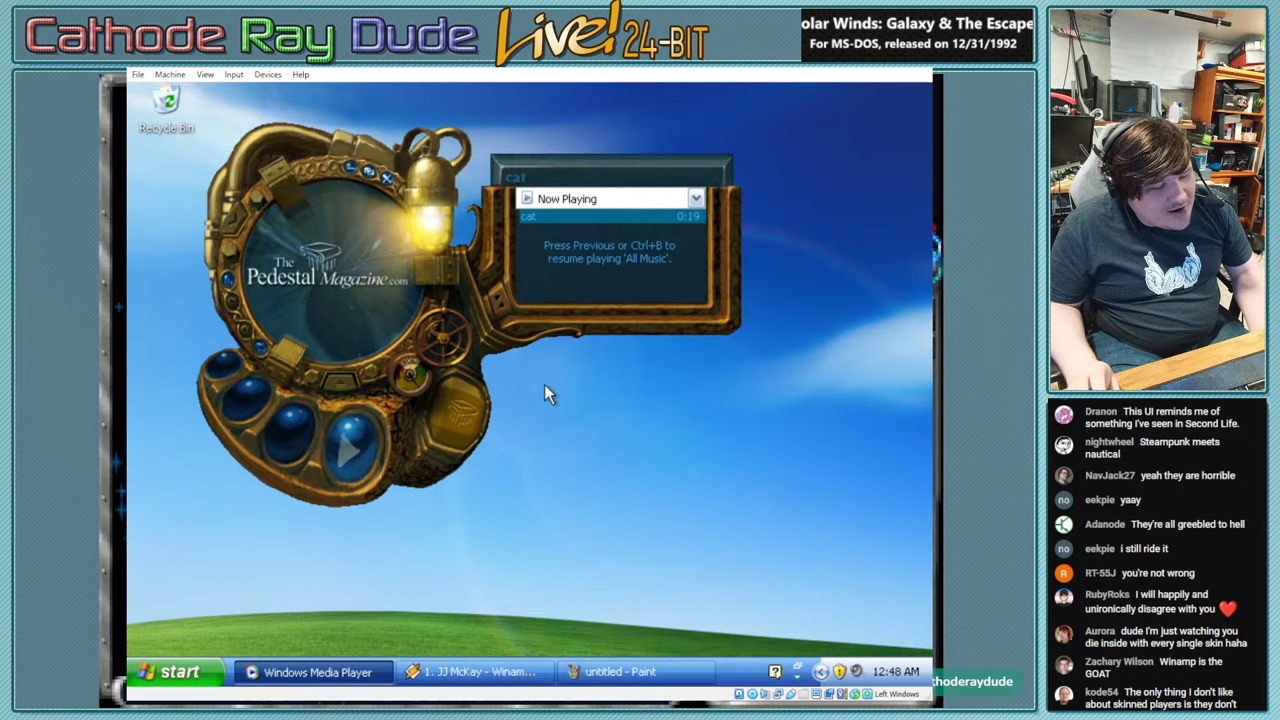 Cathode Ray Dude Live! 24-BIT
olar Winds: Galaxy & The Escape
For MS-DOS, released on 12/31/1992
File Machine View Input Devices Help
Recycle Bin
cat
Now Playing
cat 0:19
Press Previous or Ctrl+B to
resume playing 'All Music'.
The
Pedestal Magazine.com
start
Windows Media Player
1. JJ McKay - Winam...
untitled - Paint
12:48 AM
Left Windows
thoderaydude
Dranon This UI reminds me of
something I've seen in Second Life.
nightwheel Steampunk meets
nautical
NavJack27 yeah they are horrible
no eekpie yaay
Adanode They're all greebled to hell
no eekpie i still ride it
R RT-55J you're not wrong
RubyRoks I will happily and
unironically disagree with you ❤️
Aurora dude I'm just watching you
die inside with every single skin haha
Zachary Wilson Winamp is the
GOAT
kode54 The only thing I don't like
about skinned players is they don't